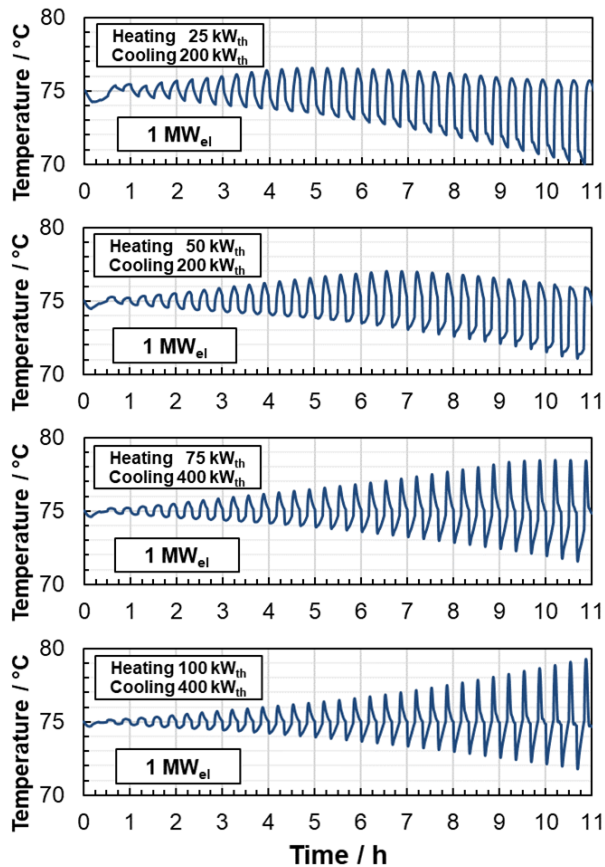 Temperature / °C
80
75
70
Heating 25 kWth
Cooling 200 kWth
1 MWel
0 1 2 3 4 5 6 7 8 9 10 11
Temperature / °C
80
75
70
Heating 50 kWth
Cooling 200 kWth
1 MWel
0 1 2 3 4 5 6 7 8 9 10 11
Temperature / °C
80
75
70
Heating 75 kWth
Cooling 400 kWth
1 MWel
0 1 2 3 4 5 6 7 8 9 10 11
Temperature / °C
80
75
70
Heating 100 kWth
Cooling 400 kWth
1 MWel
0 1 2 3 4 5 6 7 8 9 10 11
Time / h